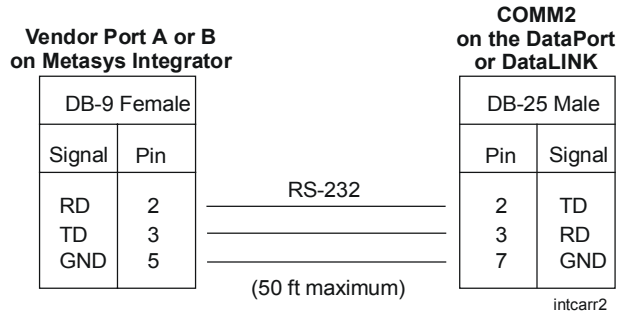 Vendor Port A or B
on Metasys Integrator
COMM2
on the DataPort
or DataLINK
DB-9 Female
DB-25 Male
Signal Pin
Pin Signal
RS-232
RD 2
2 TD
TD 3
3 RD
GND 5
7 GND
(50 ft maximum)
intcarr2